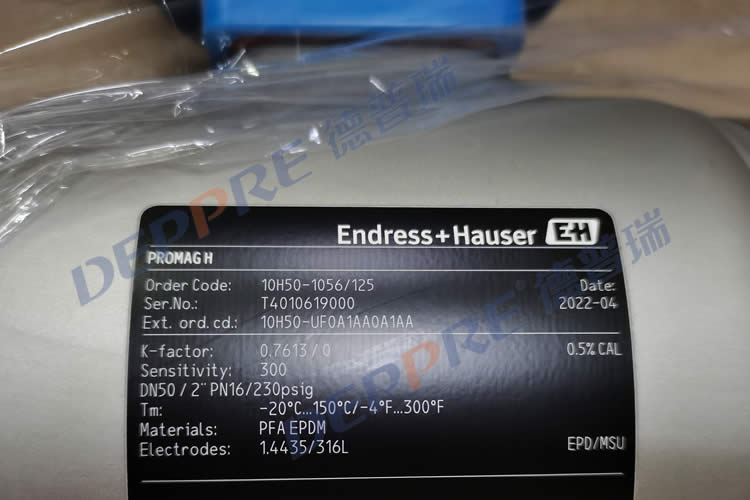 DEPPRE 德普瑞
DEPPRE® 德普瑞
Endress+Hauser EH
PROMAG H
Order Code: 10H50-1056/125 Date:
Ser.No.: T4010619000 2022-04
Ext. ord. cd.: 10H50-UF0A1AA0A1AA
K-factor: 0.7613 / 0 0.5% CAL
Sensitivity: 300
DN50 / 2" PN16/230psig
Tm: -20°C...150°C/-4°F...300°F
Materials: PFA EPDM
Electrodes: 1.4435/316L EPD/MSU